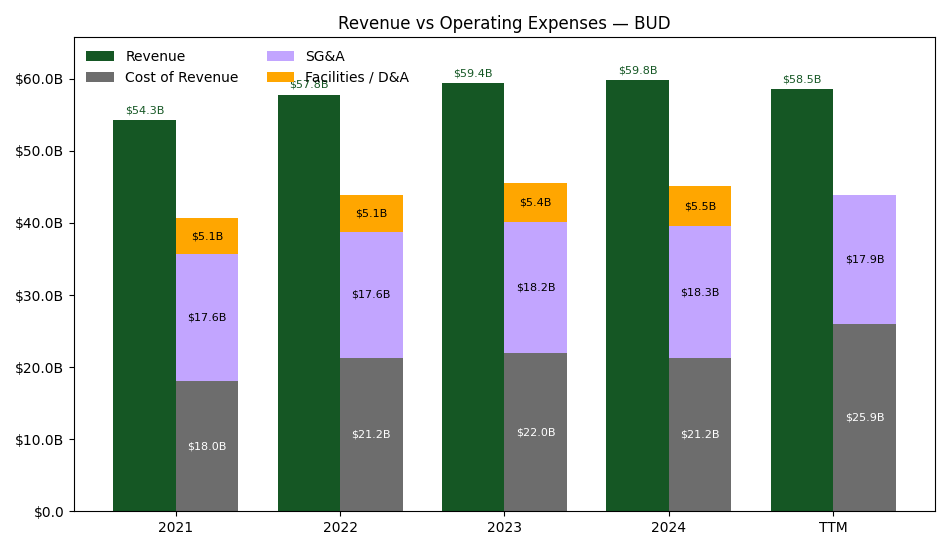 Revenue vs Operating Expenses — BUD
Revenue
Cost of Revenue
SG&A
Facilities / D&A
$60.0B
$50.0B
$40.0B
$30.0B
$20.0B
$10.0B
$0.0
$54.3B
$57.8B
$59.4B
$59.8B
$58.5B
$5.1B
$5.1B
$5.4B
$5.5B
$17.6B
$17.6B
$18.2B
$18.3B
$17.9B
$18.0B
$21.2B
$22.0B
$21.2B
$25.9B
2021
2022
2023
2024
TTM